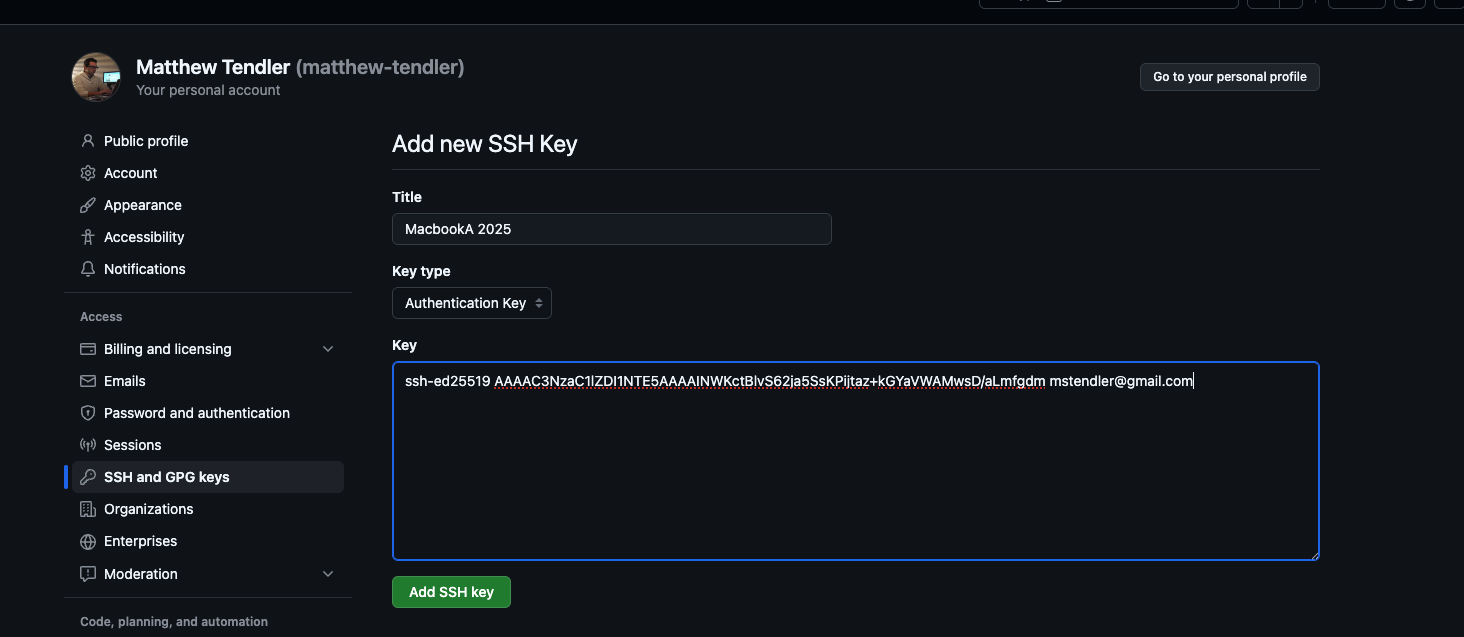 Matthew Tendler (matthew-tendler)
Your personal account
Go to your personal profile
Public profile
Account
Appearance
Accessibility
Notifications
Access
Billing and licensing
Emails
Password and authentication
Sessions
SSH and GPG keys
Organizations
Enterprises
Moderation
Code, planning, and automation
Add new SSH Key
Title
MacbookA 2025
Key type
Authentication Key
Key
ssh-ed25519 AAAAC3NzaC1lZDI1NTE5AAAAINWKctBlvS62ja5SsKPijtaz+kGYaVWAMwsD/aLmfgdm mstendler@gmail.com
Add SSH key